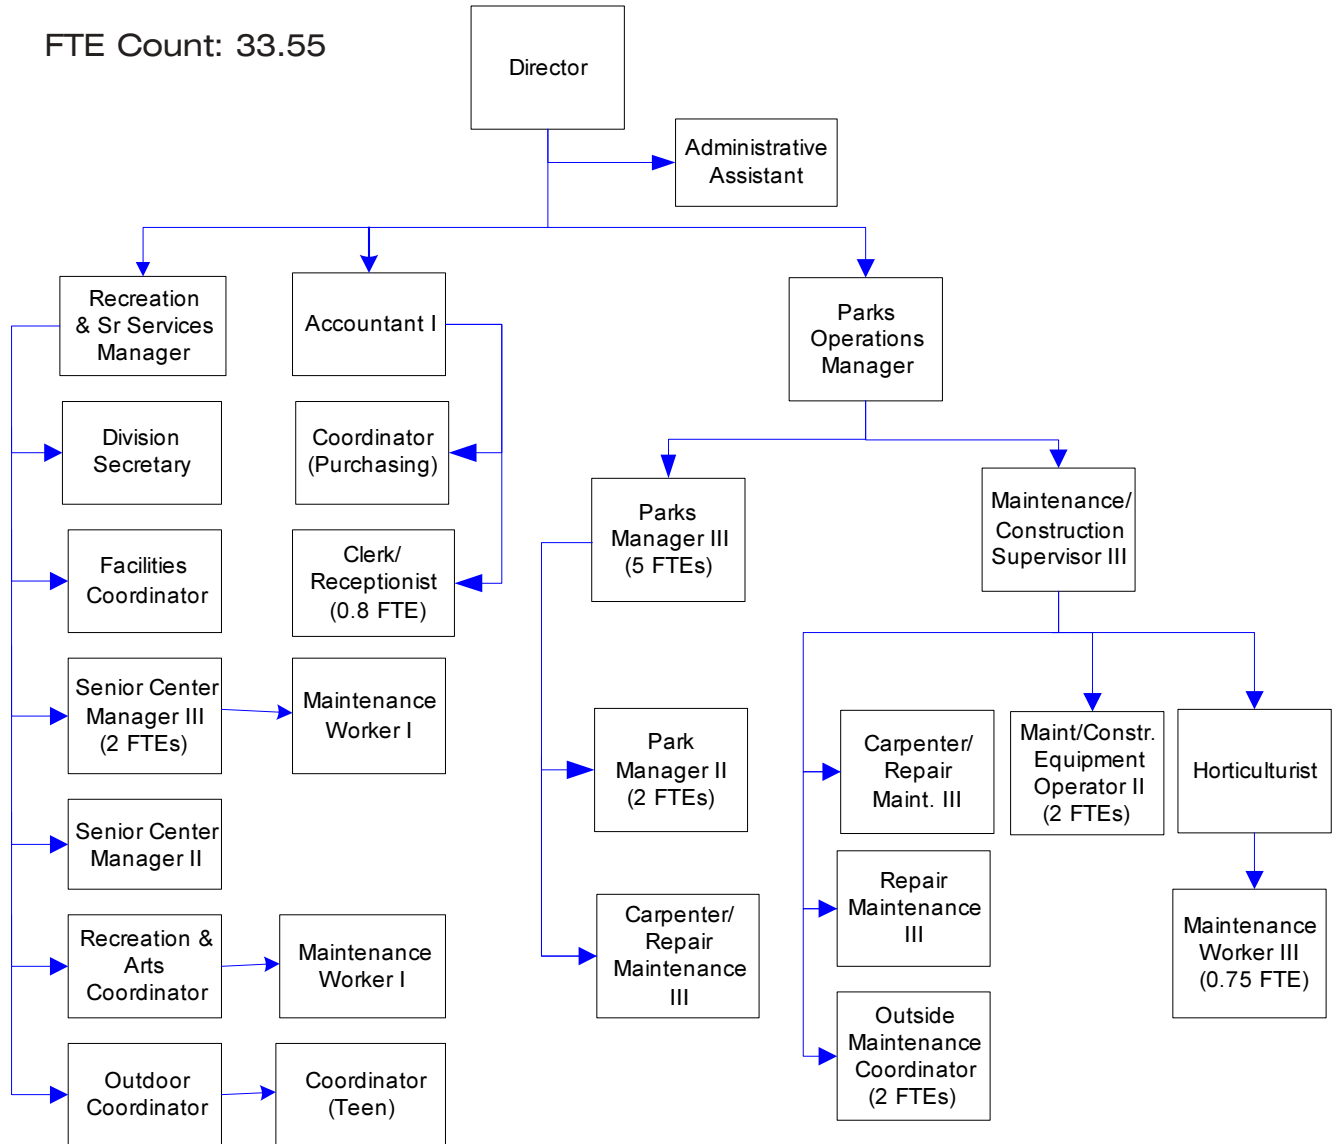 FTE Count: 33.55
Director
Administrative
Assistant
Recreation
& Sr Services
Manager
Accountant I
Parks
Operations
Manager
Division
Secretary
Coordinator
(Purchasing)
Parks
Manager III
(5 FTEs)
Maintenance/
Construction
Supervisor III
Facilities
Coordinator
Clerk/
Receptionist
(0.8 FTE)
Senior Center
Manager III
(2 FTEs)
Maintenance
Worker I
Park
Manager II
(2 FTEs)
Carpenter/
Repair
Maint. III
Maint/Constr.
Equipment
Operator II
(2 FTEs)
Horticulturist
Senior Center
Manager II
Repair
Maintenance
III
Maintenance
Worker III
(0.75 FTE)
Recreation &
Arts
Coordinator
Maintenance
Worker I
Carpenter/
Repair
Maintenance
III
Outside
Maintenance
Coordinator
(2 FTEs)
Outdoor
Coordinator
Coordinator
(Teen)